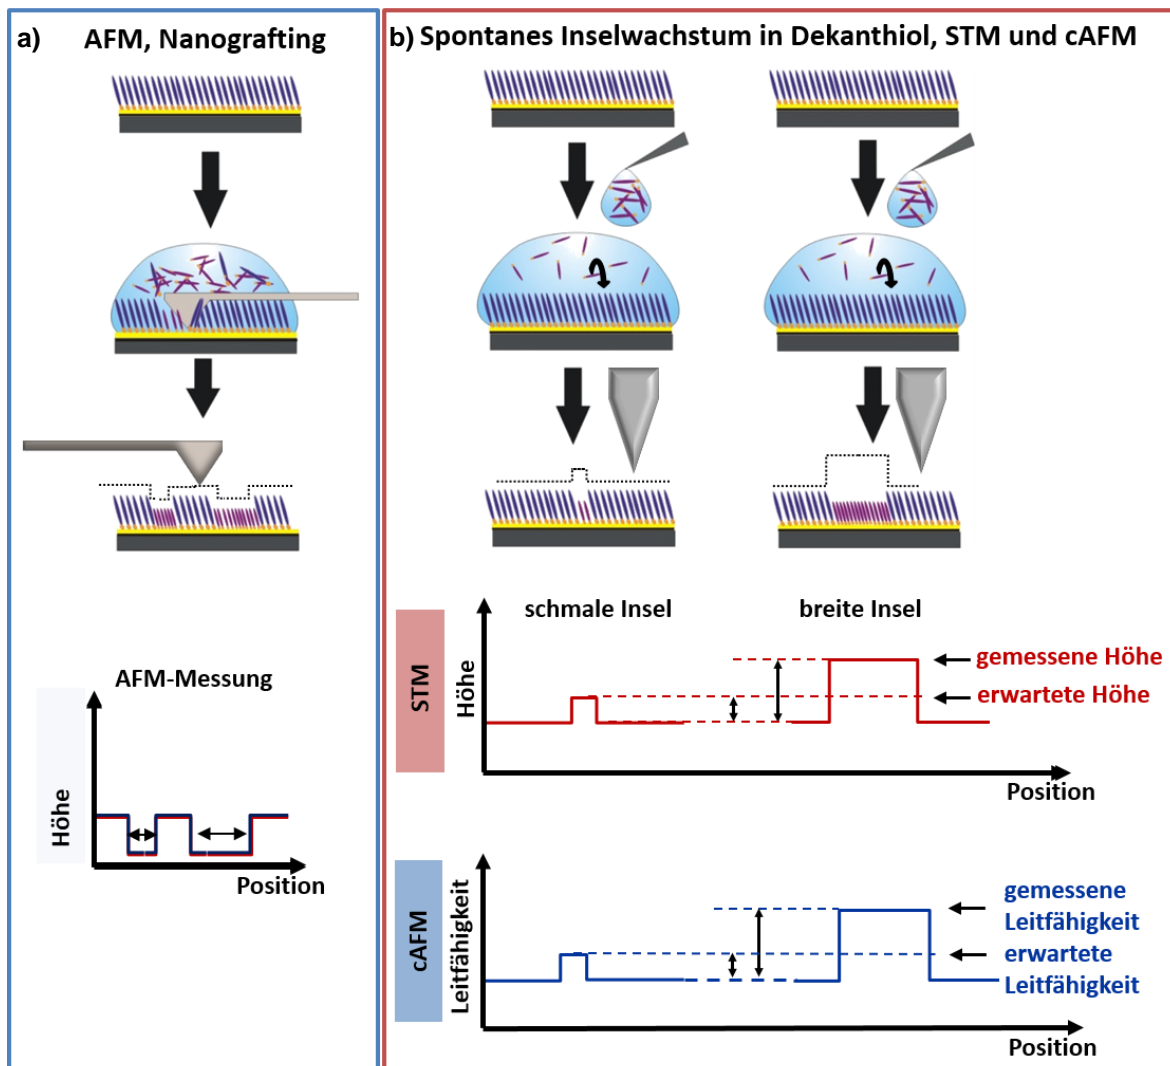 a)
AFM, Nanografting
AFM-Messung
Höhe
Position
b) Spontanes Inselwachstum in Dekanthiol, STM und cAFM
schmale Insel
breite Insel
STM
Höhe
gemessene Höhe
erwartete Höhe
Position
cAFM
Leitfähigkeit
gemessene
Leitfähigkeit
erwartete
Leitfähigkeit
Position